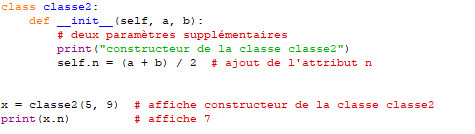 class classe2:
    def __init__(self, a, b):
        # deux paramètres supplémentaires
        print("constructeur de la classe classe2")
        self.n = (a + b) / 2  # ajout de l'attribut n
x = classe2(5, 9)  # affiche constructeur de la classe classe2
print(x.n)         # affiche 7